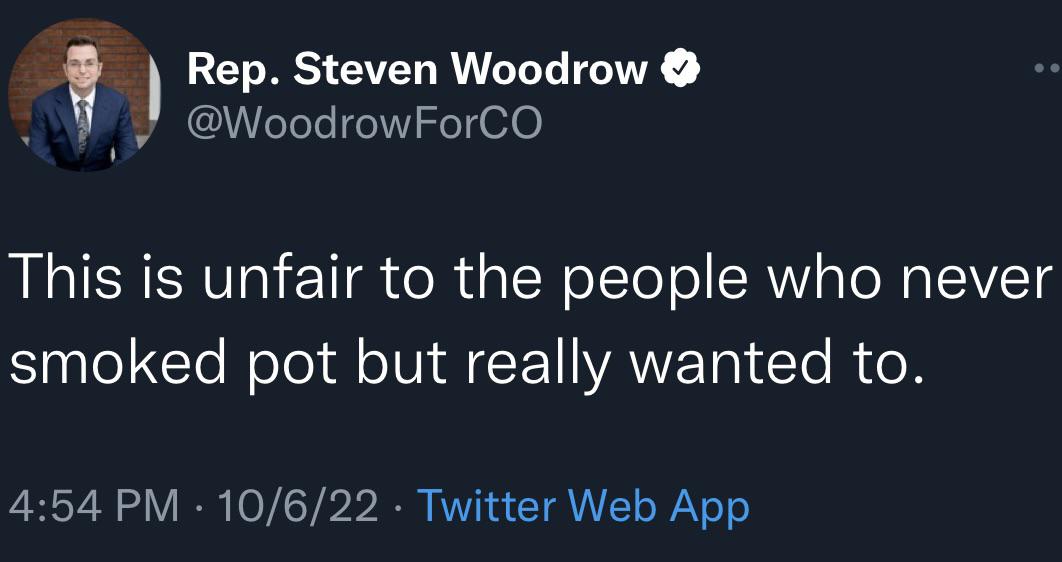 Rep. Steven Woodrow
@WoodrowForCO
This is unfair to the people who never
smoked pot but really wanted to.
4:54 PM · 10/6/22 · Twitter Web App